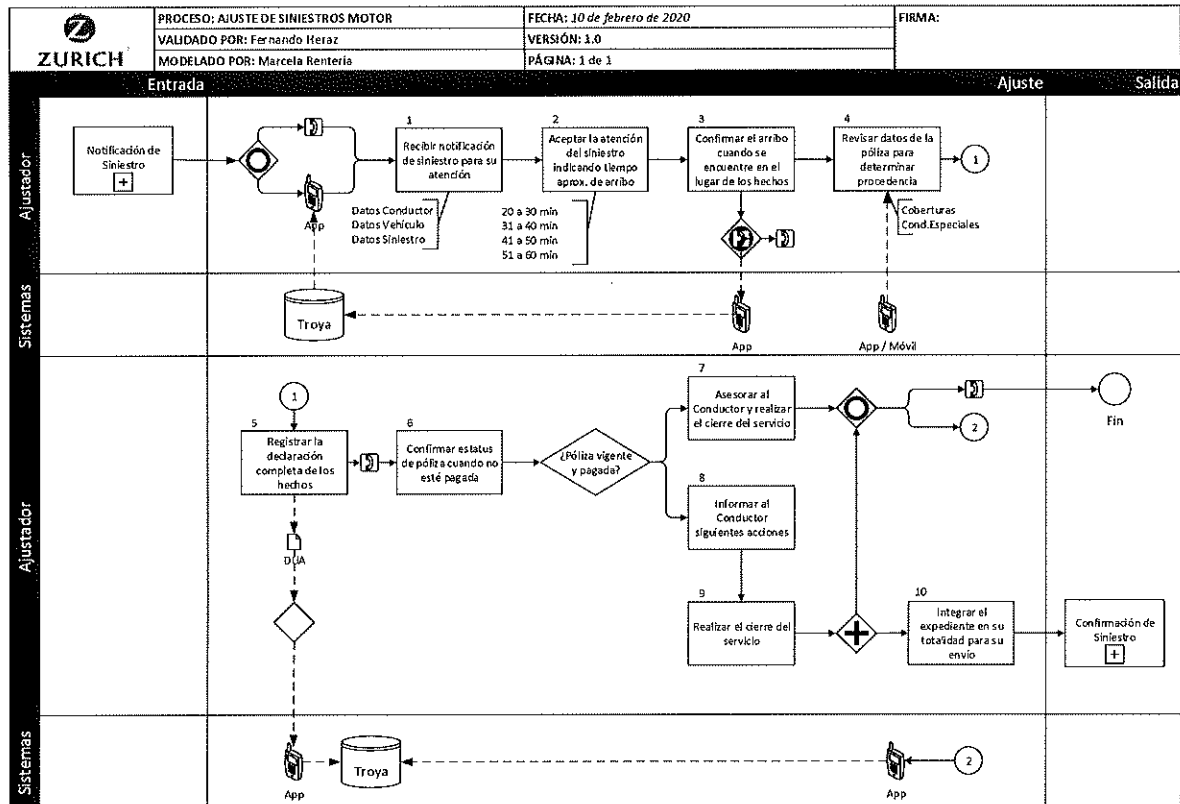 ZURICH
PROCESO; AJUSTE DE SINIESTROS MOTOR
FECHA: 10 de febrero de 2020
FIRMA:
VALIDADO POR: Fernando Heraz
VERSIÓN: 1.0
MODELADO POR: Marcela Rentería
PÁGINA: 1 de 1
Entrada
Ajuste
Salida
Ajustador
Notificación de
Siniestro
App
1
Recibir notificación
de siniestro para su
atención
Datos Conductor
Datos Vehículo
Datos Siniestro
2
Aceptar la atención
del siniestro
indicando tiempo
aprox. de arribo
20 a 30 min
31 a 40 min
41 a 50 min
51 a 60 min
3
Confirmar el arribo
cuando se
encuentre en el
lugar de los hechos
4
Revisar datos de la
póliza para
determinar
procedencia
Coberturas
Cond.Especiales
1
Sistemas
Troya
App
App / Móvil
Ajustador
1
5
Registrar la
declaración
completa de los
hechos
DUA
6
Confirmar estatus
de póliza cuando no
esté pagada
¿Póliza vigente
y pagada?
7
Asesorar al
Conductor y realizar
el cierre del servicio
8
Informar al
Conductor
siguientes acciones
9
Realizar el cierre del
servicio
2
Fin
10
Integrar el
expediente en su
totalidad para su
envío
Confirmación de
Siniestro
Sistemas
App
Troya
App
2